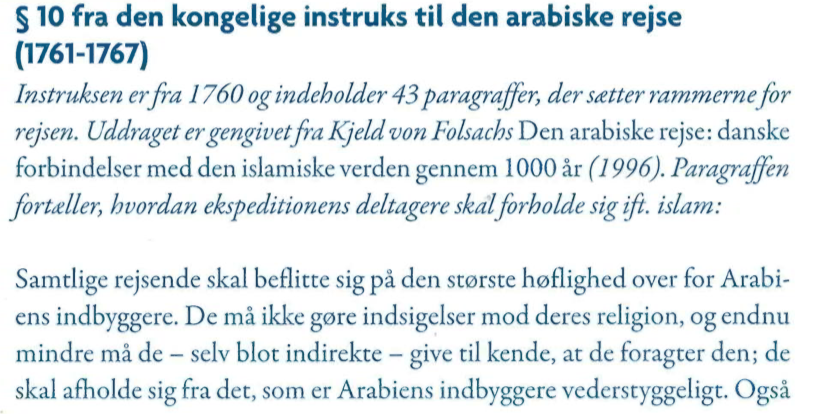 § 10 fra den kongelige instruks til den arabiske rejse
(1761-1767)
Instruksen er fra 1760 og indeholder 43 paragraffer, der sætter rammerne for
rejsen. Uddraget er gengivet fra Kjeld von Folsachs Den arabiske rejse: danske
forbindelser med den islamiske verden gennem 1000 år (1996). Paragraffen
fortæller, hvordan ekspeditionens deltagere skal forholde sig ift. islam:
Samtlige rejsende skal beflitte sig på den største høflighed over for Arabi-
ens indbyggere. De må ikke gøre indsigelser mod deres religion, og endnu
mindre må de – selv blot indirekte – give til kende, at de foragter den; de
skal afholde sig fra det, som er Arabiens indbyggere vederstyggeligt. Også